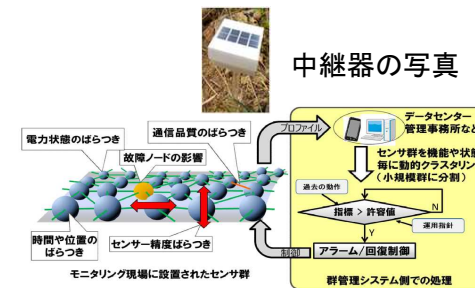 中継器の写真
電力状態のばらつき
通信品質のばらつき
故障ノードの影響
時間や位置の
ばらつき
センサー精度ばらつき
モニタリング現場に設置されたセンサ群
プロファイル
制御
データセンター
管理事務所な
センサ群を機能や状態
毎に動的クラスタリン
(小規模群に分割)
過去の動作
指標 > 許容値
N
Y
運用指針
アラーム/回復制御
群管理システム側での処理